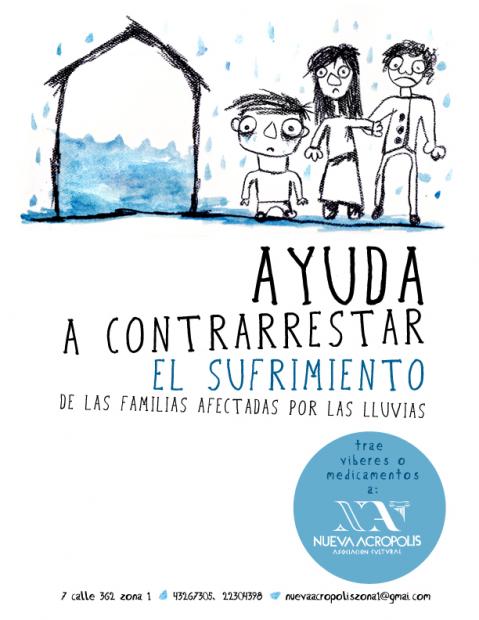 AYUDA
A CONTRARRESTAR
EL SUFRIMIENTO
DE LAS FAMILIAS AFECTADAS POR LAS LLUVIAS
trae
viberes o
medicamentos
a:
NA
NUEVA ACROPOLIS
ASOCIACION CULTURAL
7 calle 362 zona 1 43267305, 22304398 nuevaacropoliszona1@gmai.com